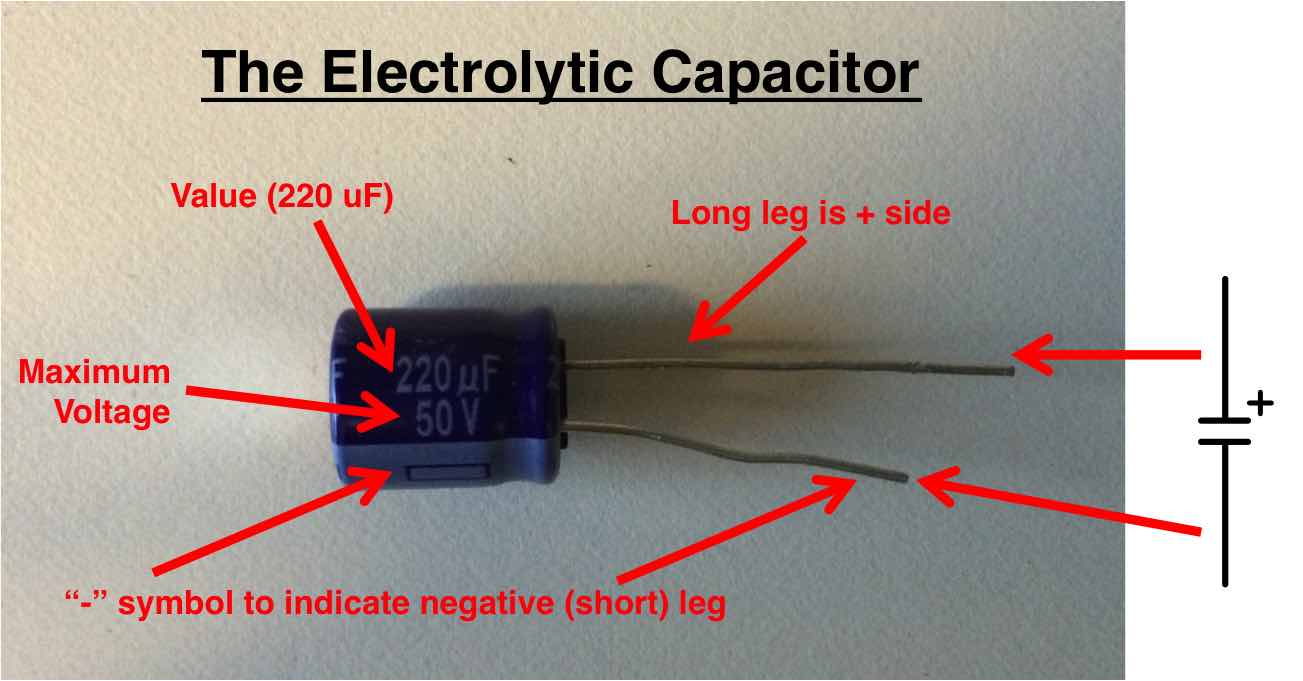 The Electrolytic Capacitor
Value (220 uF)
Long leg is + side
Maximum
Voltage
F 220 µF 2
50 V
+
“-” symbol to indicate negative (short) leg